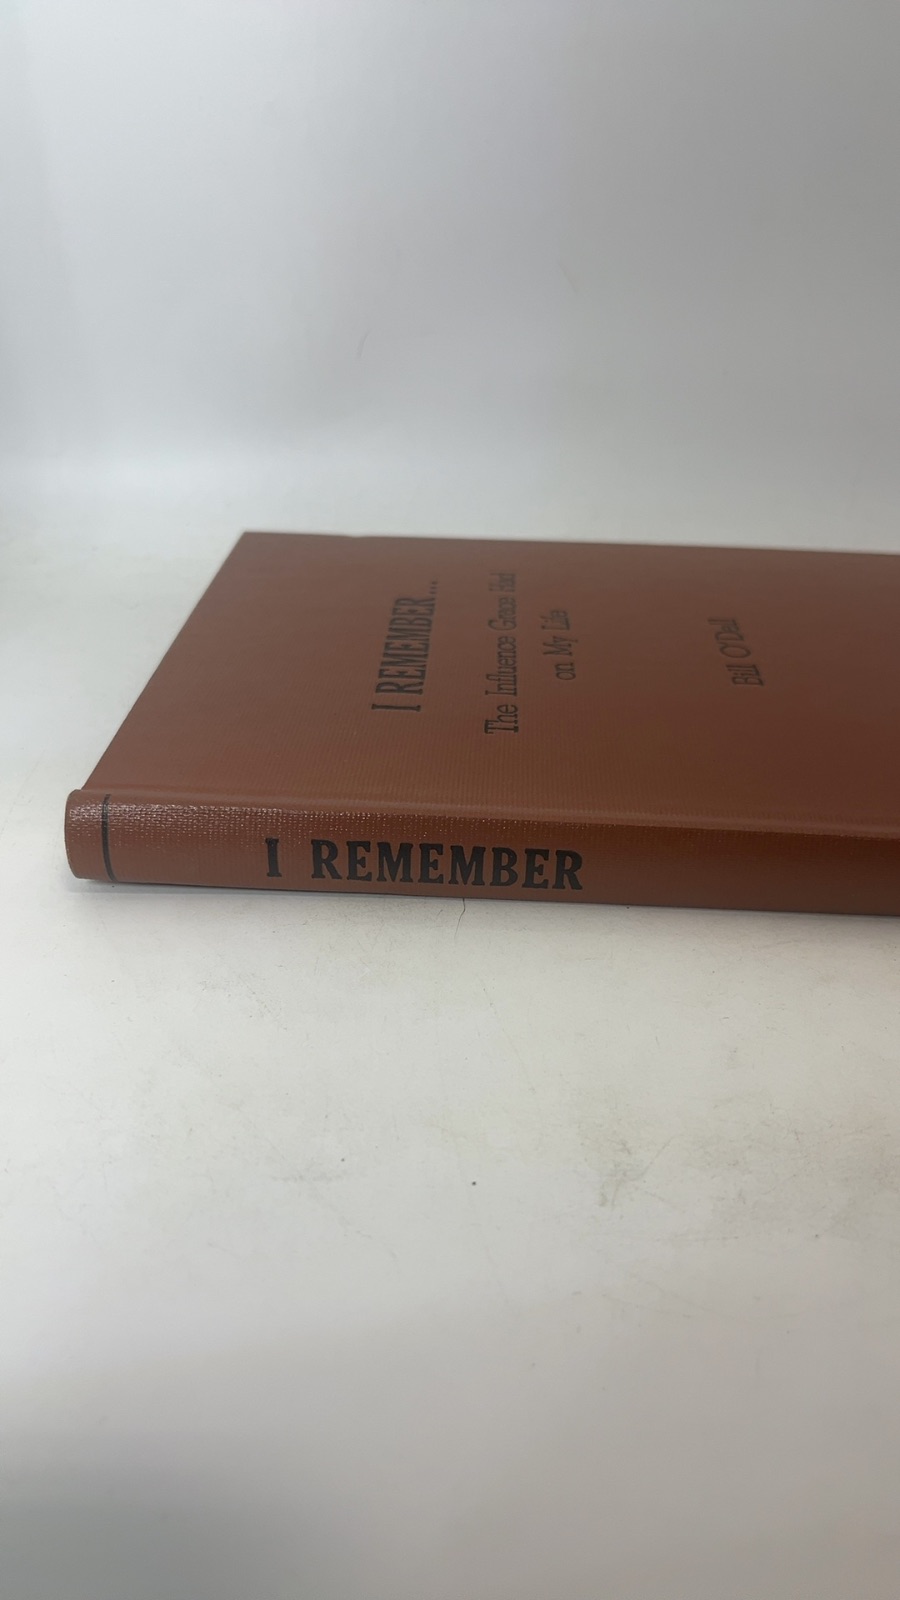 I REMEMBER...
The Influence Grace Had
on My Life
Bill O'Dell
I REMEMBER